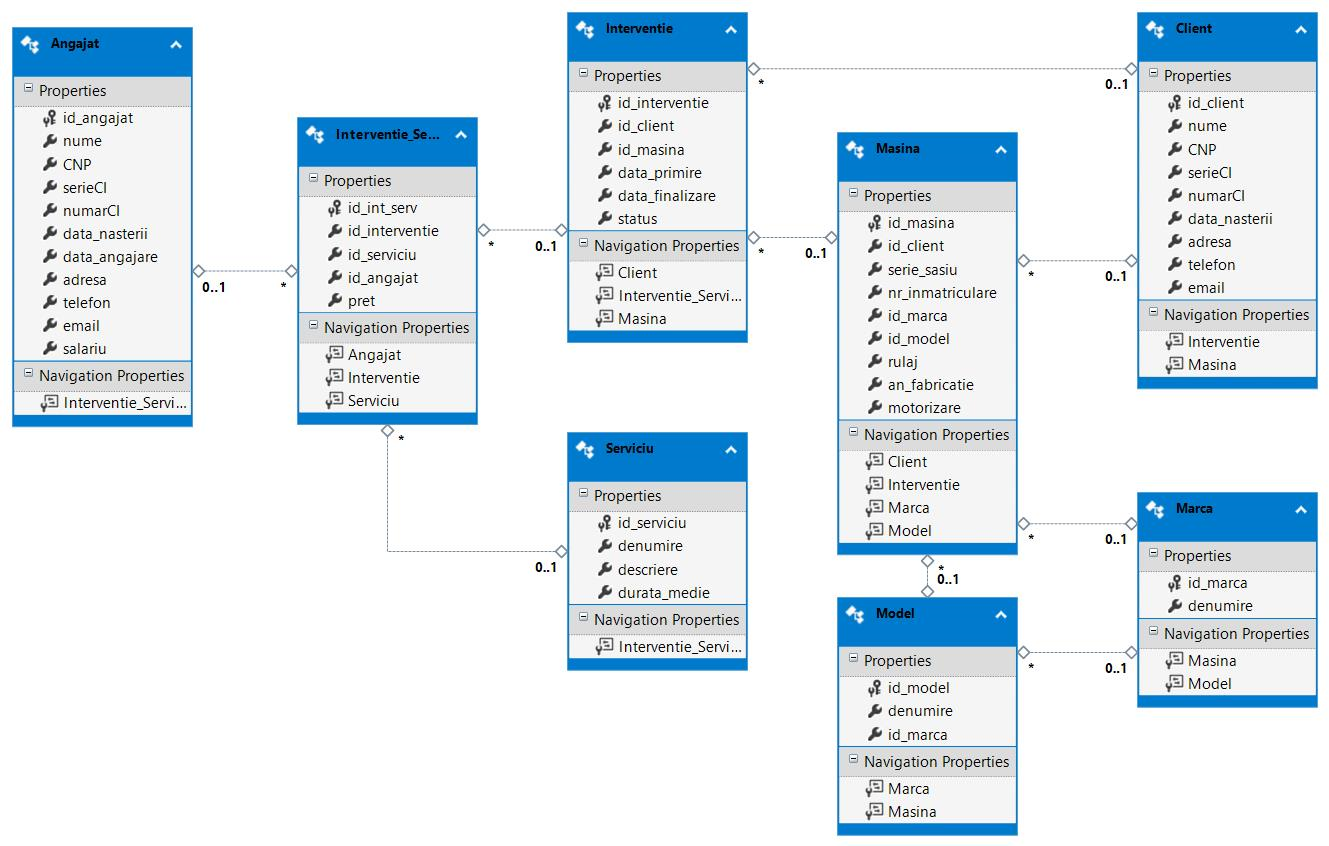 Angajat
Properties
id_angajat
nume
CNP
serieCI
numarCI
data_nasterii
data_angajare
adresa
telefon
email
salariu
Navigation Properties
Interventie_Servi...
0..1
*
Interventie_Se...
Properties
id_int_serv
id_interventie
id_serviciu
id_angajat
pret
Navigation Properties
Angajat
Interventie
Serviciu
*
0..1
*
0..1
Interventie
Properties
id_interventie
id_client
id_masina
data_primire
data_finalizare
status
Navigation Properties
Client
Interventie_Servi...
Masina
*
0..1
*
0..1
Serviciu
Properties
id_serviciu
denumire
descriere
durata_medie
Navigation Properties
Interventie_Servi...
Masina
Properties
id_masina
id_client
serie_sasiu
nr_inmatriculare
id_marca
id_model
rulaj
an_fabricatie
motorizare
Navigation Properties
Client
Interventie
Marca
Model
*
0..1
*
0..1
*
0..1
Model
Properties
id_model
denumire
id_marca
Navigation Properties
Marca
Masina
*
0..1
Client
Properties
id_client
nume
CNP
serieCI
numarCI
data_nasterii
adresa
telefon
email
Navigation Properties
Interventie
Masina
Marca
Properties
id_marca
denumire
Navigation Properties
Masina
Model